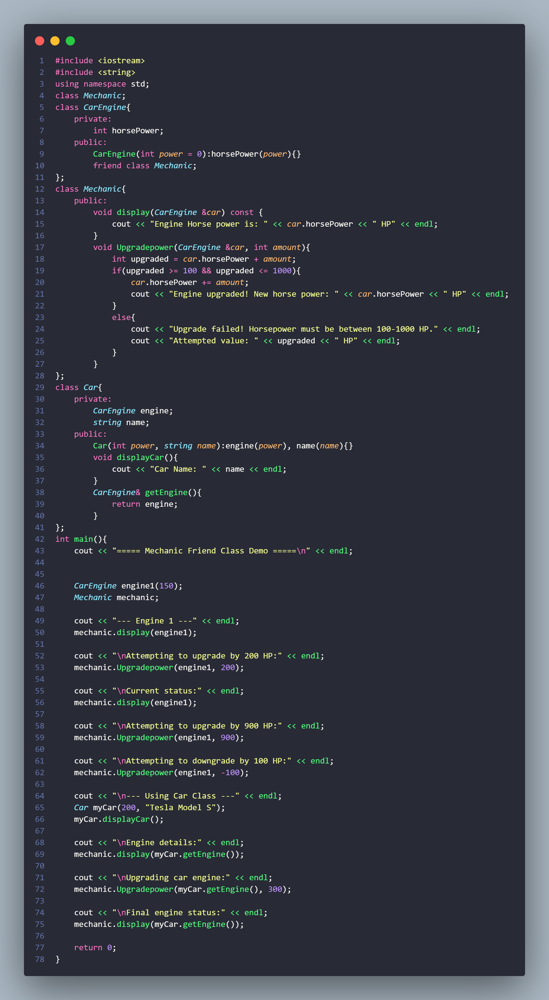 1 #include <iostream>
2 #include <string>
3 using namespace std;
4 class Mechanic;
5 class CarEngine{
6     private:
7         int horsePower;
8     public:
9         CarEngine(int power = 0):horsePower(power){}
10         friend class Mechanic;
11 };
12 class Mechanic{
13     public:
14         void display(CarEngine &car) const {
15             cout << "Engine Horse power is: " << car.horsePower << " HP" << endl;
16         }
17         void Upgradepower(CarEngine &car, int amount){
18             int upgraded = car.horsePower + amount;
19             if(upgraded >= 100 && upgraded <= 1000){
20                 car.horsePower += amount;
21                 cout << "Engine upgraded! New horse power: " << car.horsePower << " HP" << endl;
22             }
23             else{
24                 cout << "Upgrade failed! Horsepower must be between 100-1000 HP." << endl;
25                 cout << "Attempted value: " << upgraded << " HP" << endl;
26             }
27         }
28 };
29 class Car{
30     private:
31         CarEngine engine;
32         string name;
33     public:
34         Car(int power, string name):engine(power), name(name){}
35         void displayCar(){
36             cout << "Car Name: " << name << endl;
37         }
38         CarEngine& getEngine(){
39             return engine;
40         }
41 };
42 int main(){
43     cout << "===== Mechanic Friend Class Demo =====\n" << endl;
44
45
46     CarEngine engine1(150);
47     Mechanic mechanic;
48
49     cout << "--- Engine 1 ---" << endl;
50     mechanic.display(engine1);
51
52     cout << "\nAttempting to upgrade by 200 HP:" << endl;
53     mechanic.Upgradepower(engine1, 200);
54
55     cout << "\nCurrent status:" << endl;
56     mechanic.display(engine1);
57
58     cout << "\nAttempting to upgrade by 900 HP:" << endl;
59     mechanic.Upgradepower(engine1, 900);
60
61     cout << "\nAttempting to downgrade by 100 HP:" << endl;
62     mechanic.Upgradepower(engine1, -100);
63
64     cout << "\n--- Using Car Class ---" << endl;
65     Car myCar(200, "Tesla Model S");
66     myCar.displayCar();
67
68     cout << "\nEngine details:" << endl;
69     mechanic.display(myCar.getEngine());
70
71     cout << "\nUpgrading car engine:" << endl;
72     mechanic.Upgradepower(myCar.getEngine(), 300);
73
74     cout << "\nFinal engine status:" << endl;
75     mechanic.display(myCar.getEngine());
76
77     return 0;
78 }